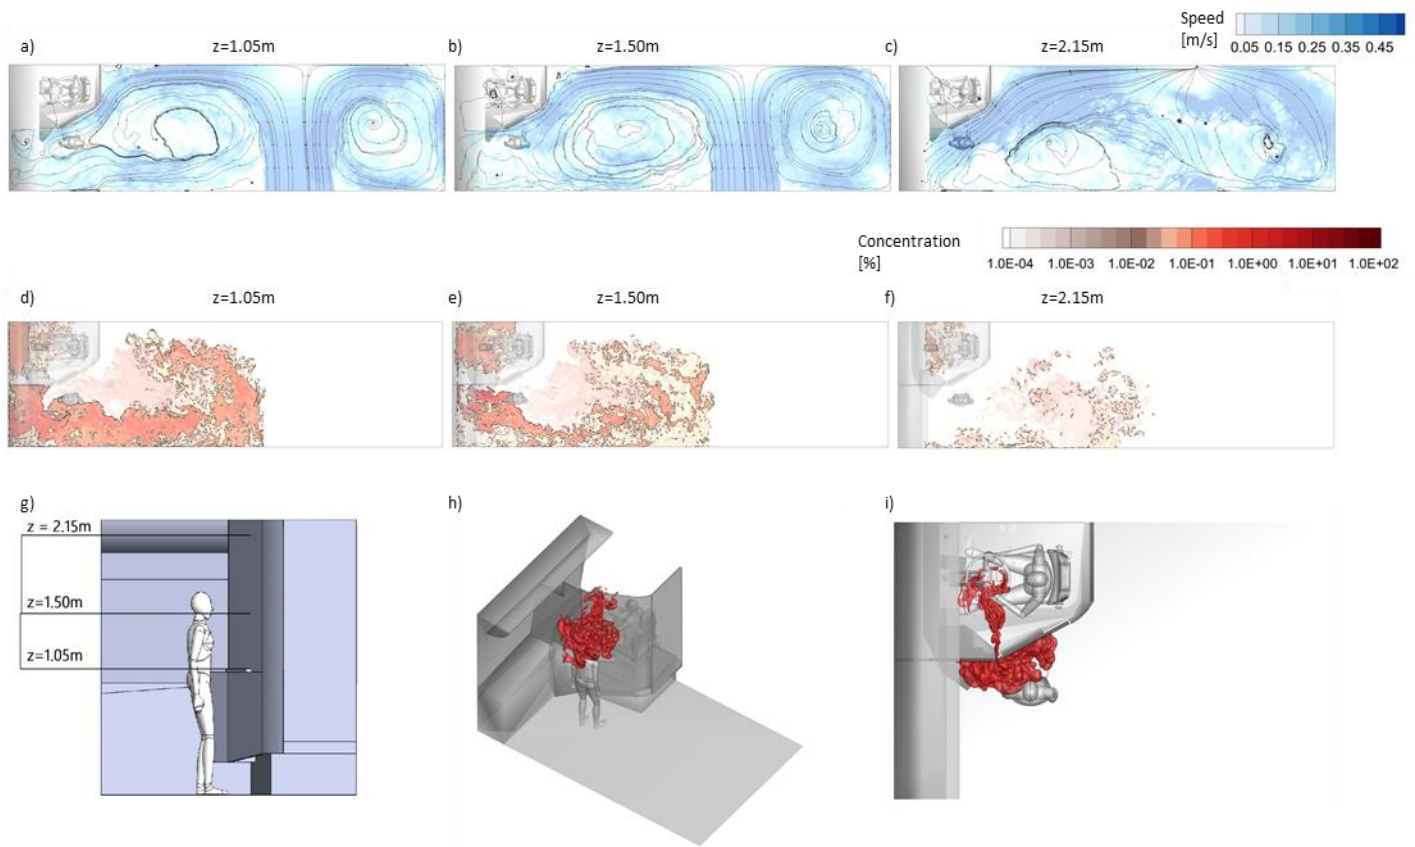 Speed
[m/s]
0.05 0.15 0.25 0.35 0.45
a) z=1.05m b) z=1.50m c) z=2.15m
Concentration
[%]
1.0E-04 1.0E-03 1.0E-02 1.0E-01 1.0E+00 1.0E+01 1.0E+02
d) z=1.05m e) z=1.50m f) z=2.15m
g) h) i)
z = 2.15m
z=1.50m
z=1.05m